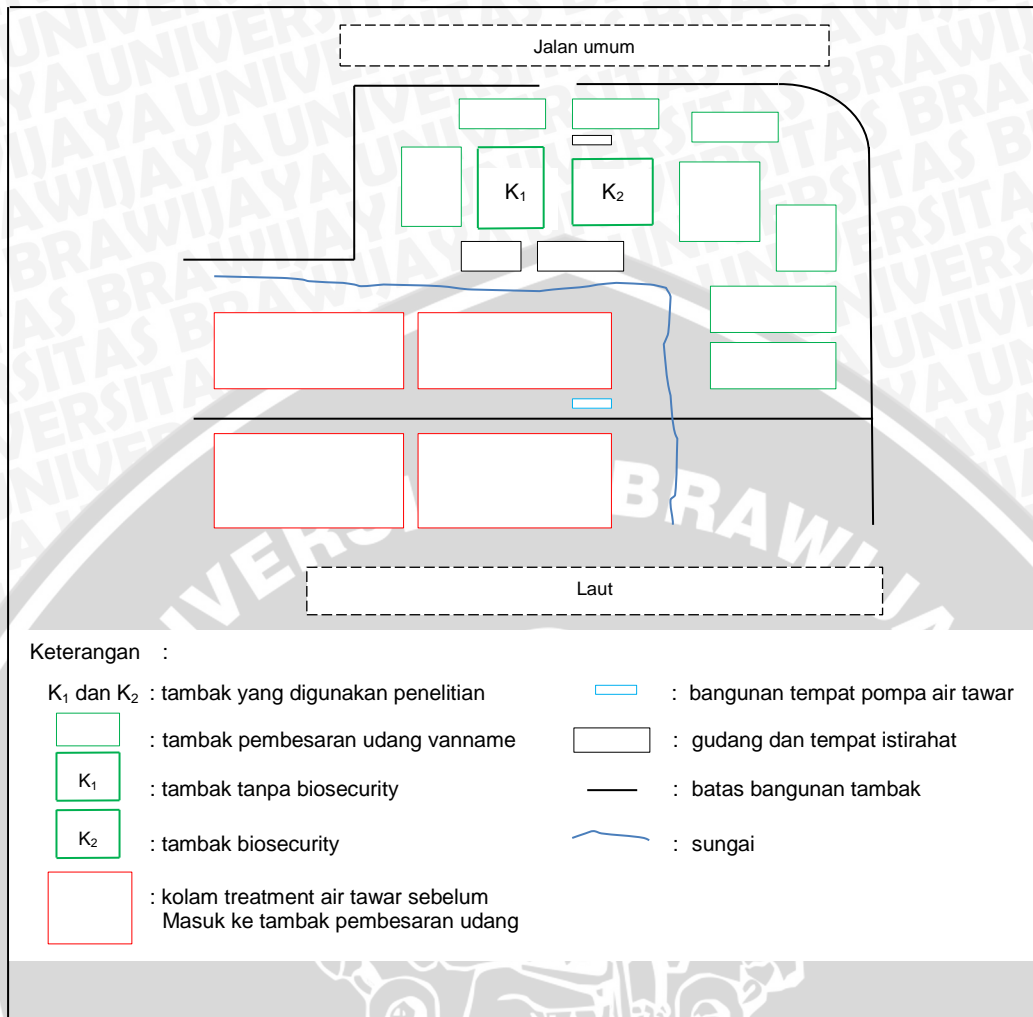 Jalan umum
K₁
K₂
UNIVERSITAS BRAWIJAYA
Laut
Keterangan :
K₁ dan K₂ : tambak yang digunakan penelitian
: tambak pembesaran udang vanname
K₁ : tambak tanpa biosecurity
K₂ : tambak biosecurity
: kolam treatment air tawar sebelum
Masuk ke tambak pembesaran udang
: bangunan tempat pompa air tawar
: gudang dan tempat istirahat
: batas bangunan tambak
: sungai